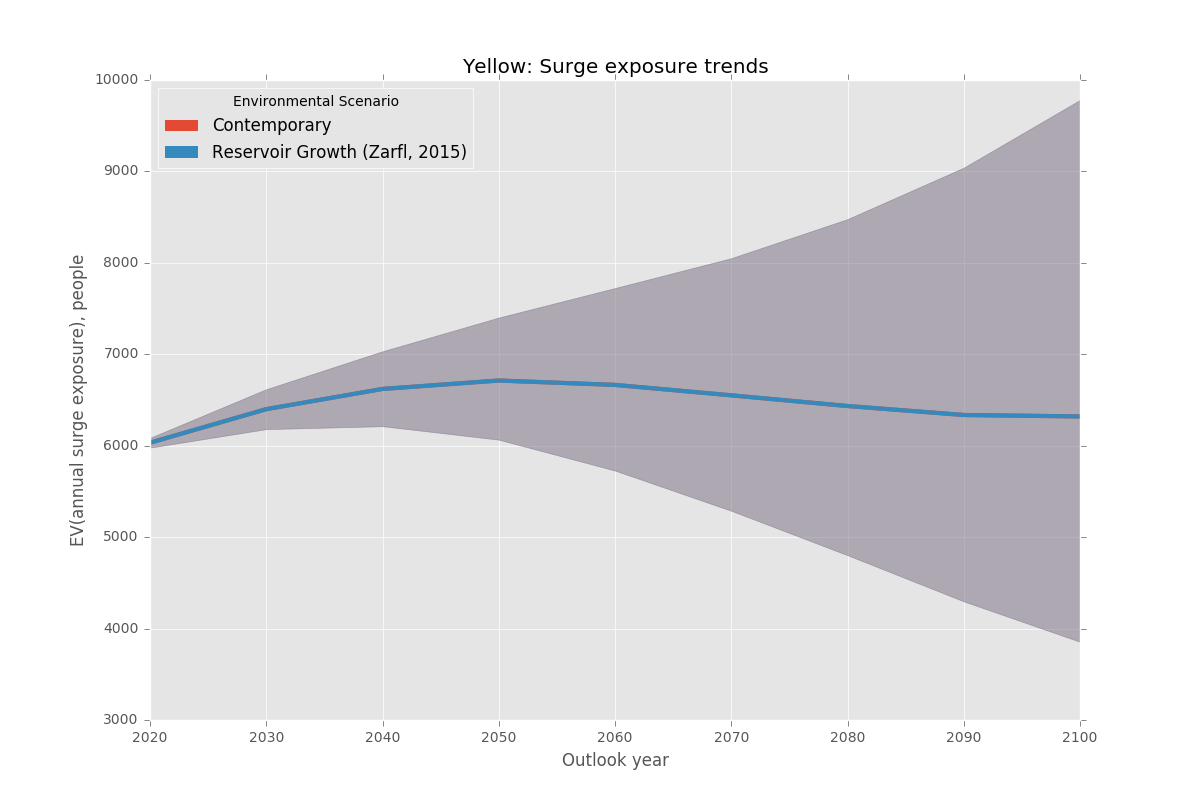 Yellow: Surge exposure trends
Environmental Scenario
Contemporary
Reservoir Growth (Zarfl, 2015)
EV(annual surge exposure), people
10000
9000
8000
7000
6000
5000
4000
3000
2020 2030 2040 2050 2060 2070 2080 2090 2100
Outlook year